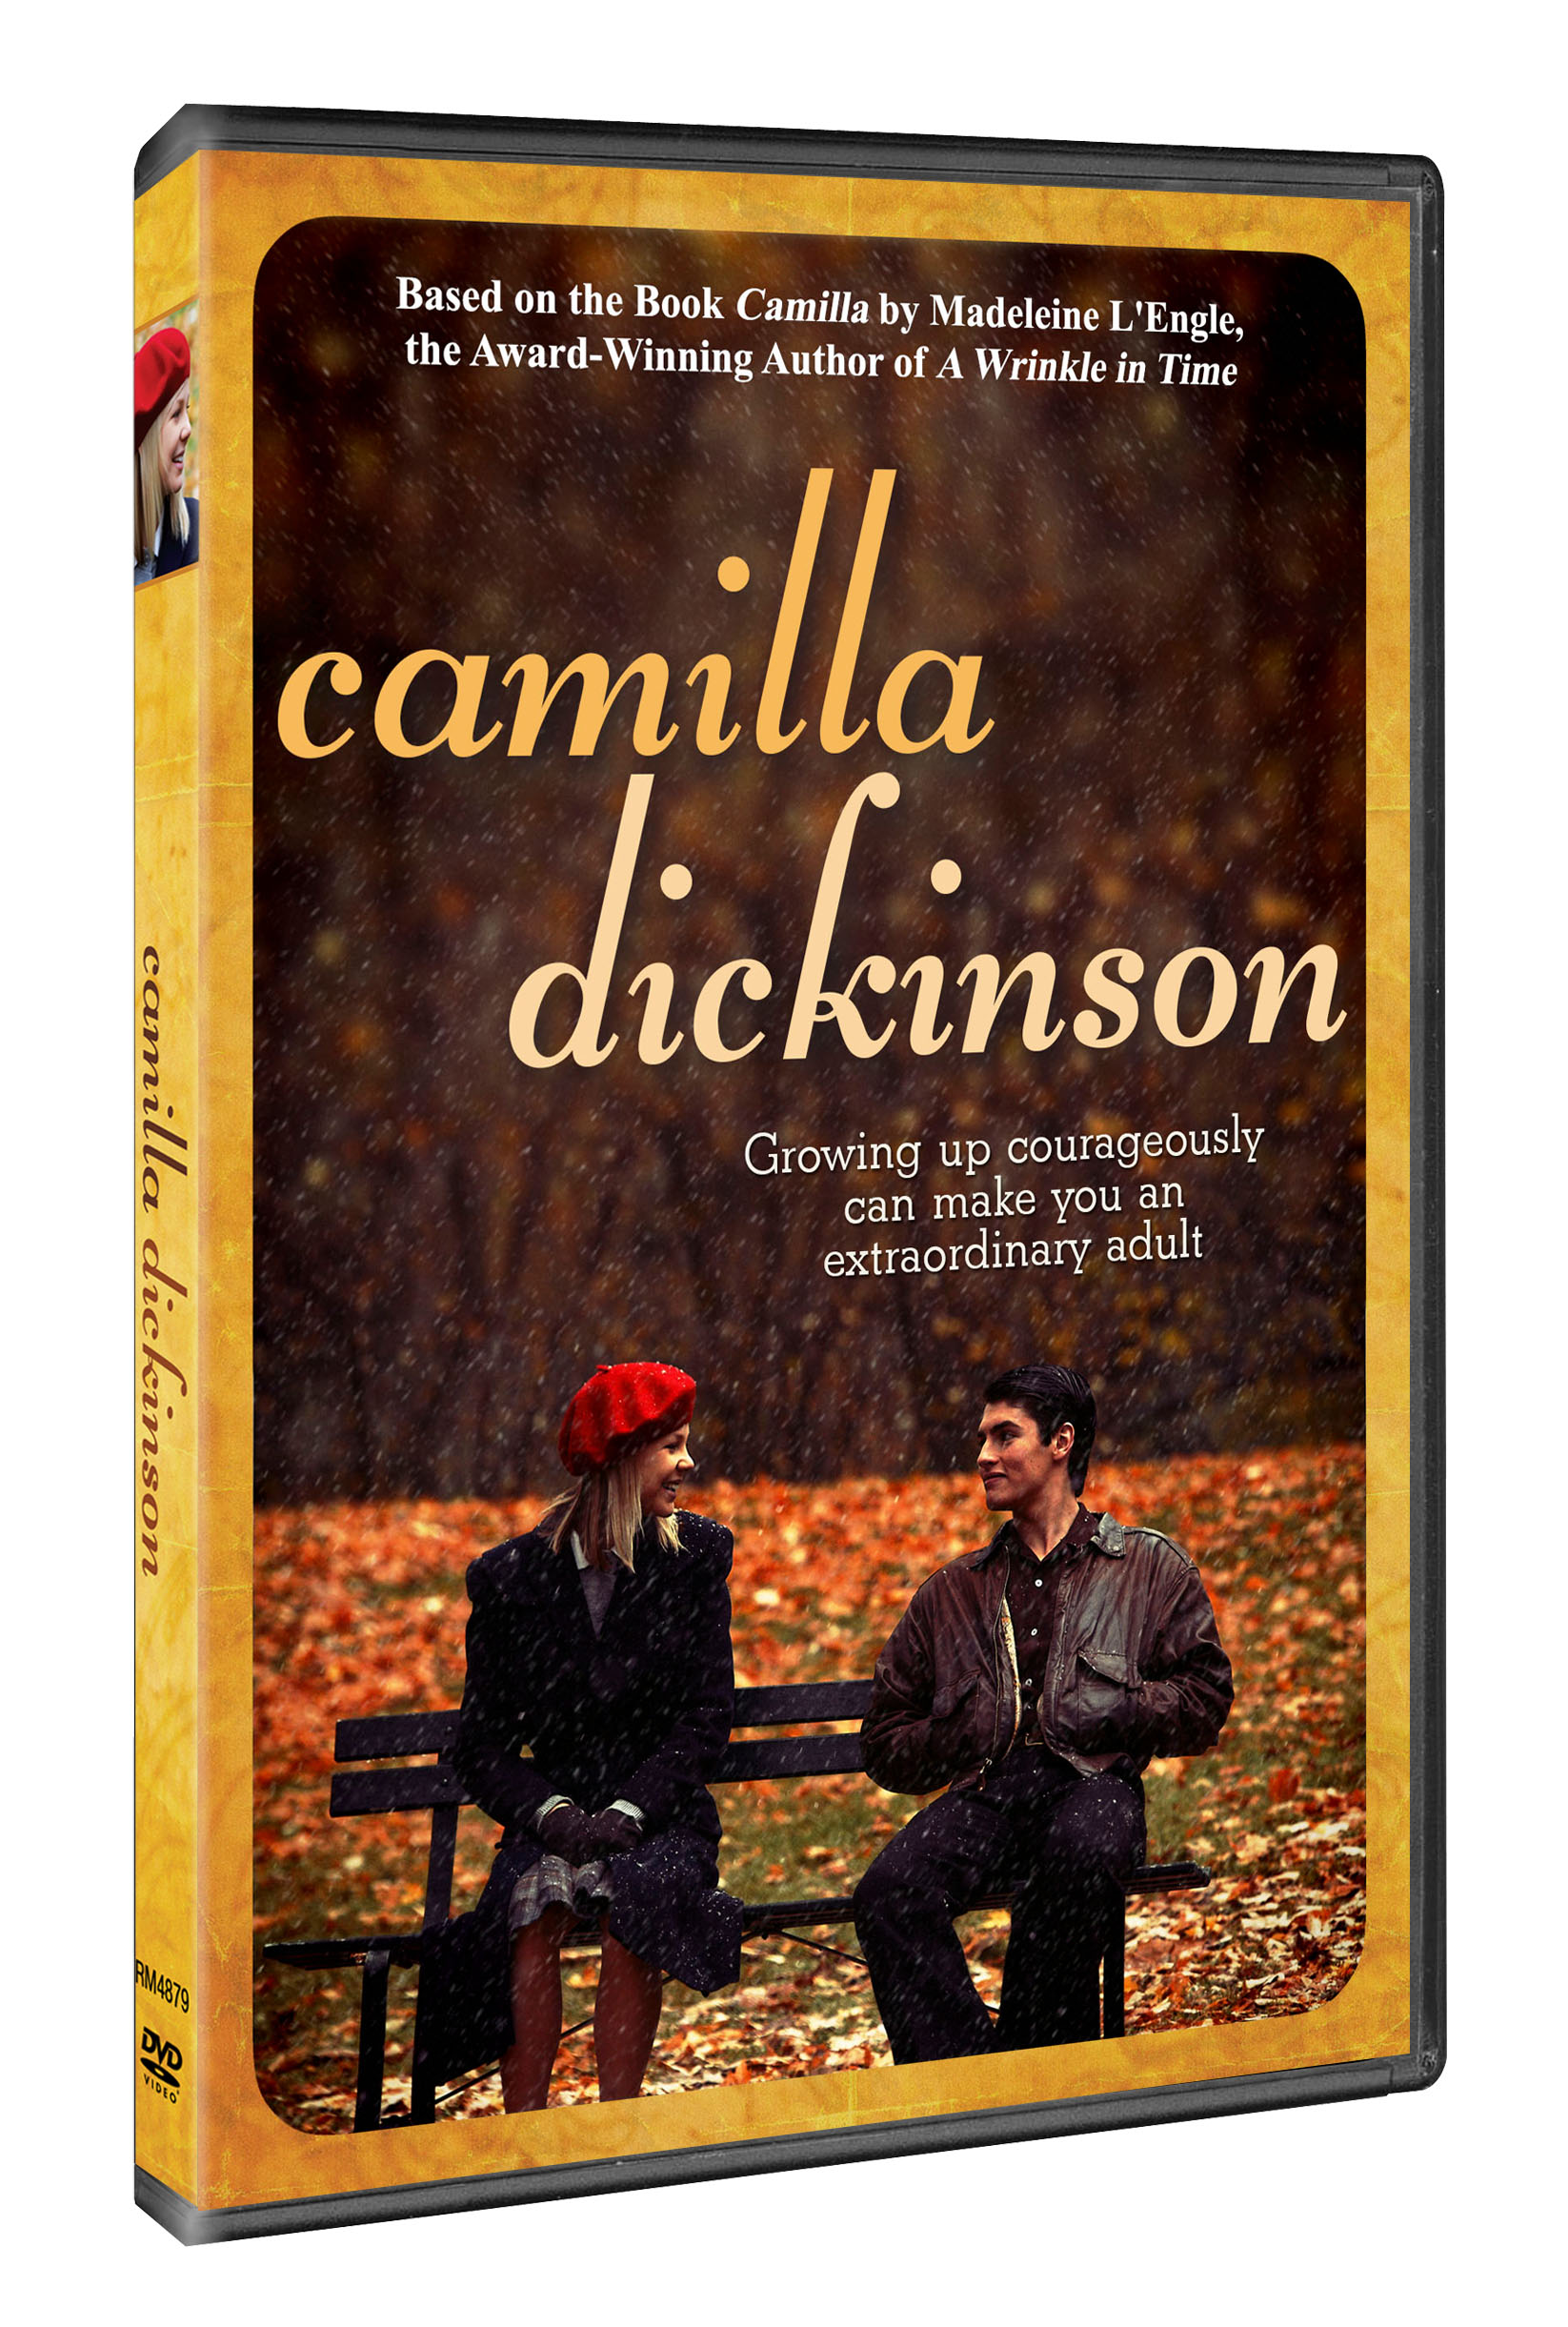 Based on the Book Camilla by Madeleine L'Engle,
the Award-Winning Author of A Wrinkle in Time
camilla
dickinson
Growing up courageously
can make you an
extraordinary adult
camilla dickinson
RM4879
DVD
VIDEO